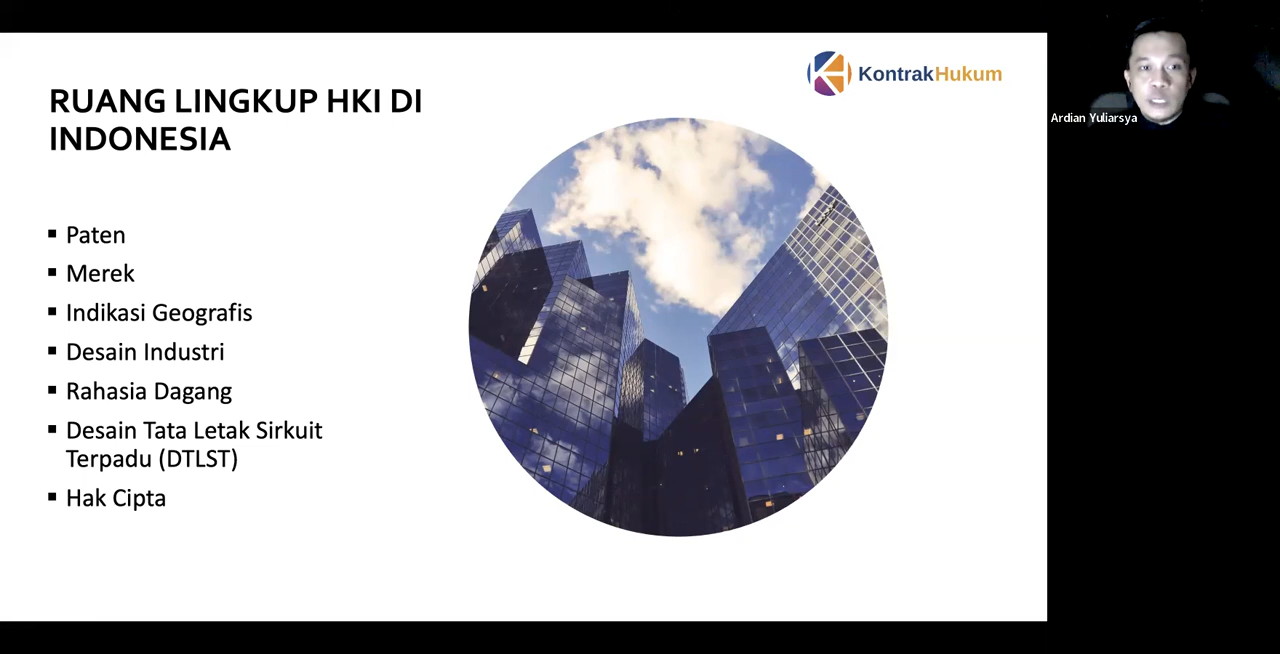 KontrakHukum
RUANG LINGKUP HKI DI
INDONESIA
▪ Paten
▪ Merek
▪ Indikasi Geografis
▪ Desain Industri
▪ Rahasia Dagang
▪ Desain Tata Letak Sirkuit
Terpadu (DTLST)
▪ Hak Cipta
Ardian Yuliarsya